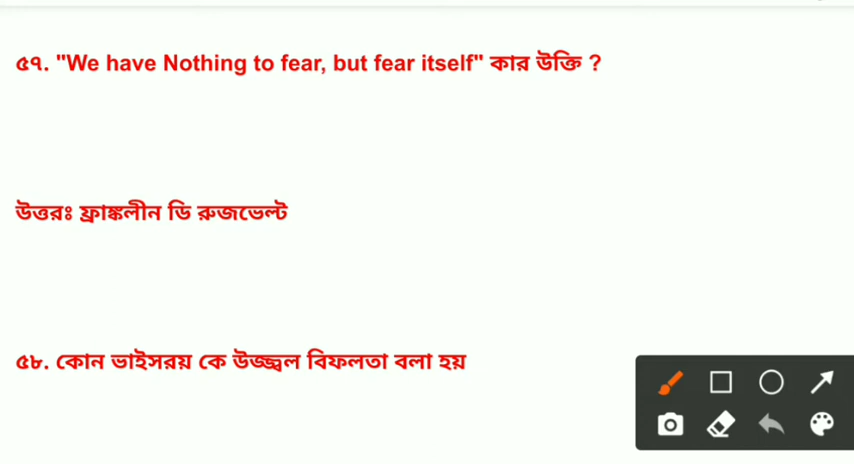 ৫৭. "We have Nothing to fear, but fear itself" কার উক্তি ?
উত্তরঃ ফ্রাঙ্কলীন ডি রুজভেল্ট
৫৮. কোন ভাইসরয় কে উজ্জ্বল বিফলতা বলা হয়